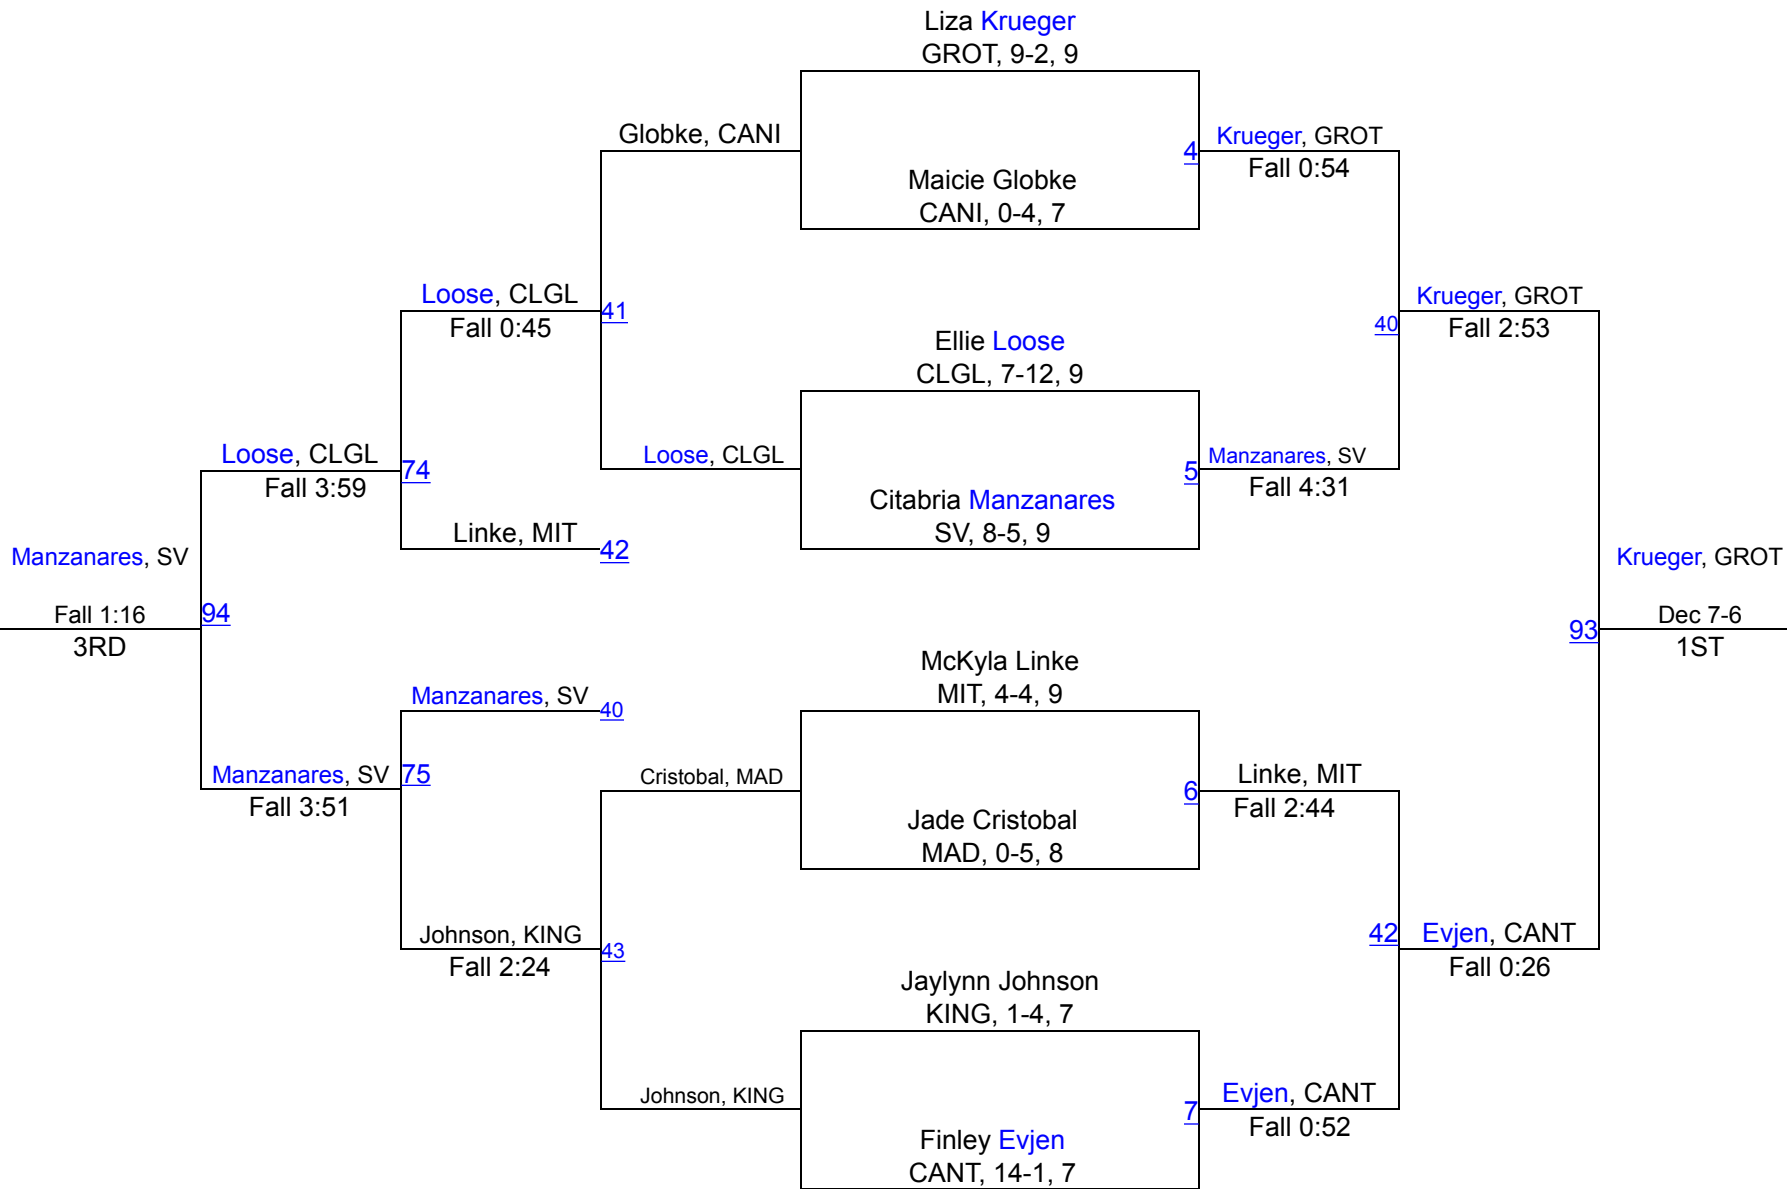 Liza Krueger
GROT, 9-2, 9
Globke, CANI
4
Krueger, GROT
Fall 0:54
Maicie Globke
CANI, 0-4, 7
Loose, CLGL
Fall 0:45
41
Krueger, GROT
Fall 2:53
40
Ellie Loose
CLGL, 7-12, 9
Loose, CLGL
Fall 3:59
74
Loose, CLGL
5
Manzanares, SV
Fall 4:31
Citabria Manzanares
SV, 8-5, 9
Linke, MIT
42
Manzanares, SV
Fall 1:16
3RD
94
Krueger, GROT
Dec 7-6
1ST
93
McKyla Linke
MIT, 4-4, 9
Manzanares, SV
40
Manzanares, SV
Fall 3:51
75
Cristobal, MAD
6
Linke, MIT
Fall 2:44
Jade Cristobal
MAD, 0-5, 8
Johnson, KING
Fall 2:24
43
42
Evjen, CANT
Fall 0:26
Jaylynn Johnson
KING, 1-4, 7
Johnson, KING
7
Evjen, CANT
Fall 0:52
Finley Evjen
CANT, 14-1, 7